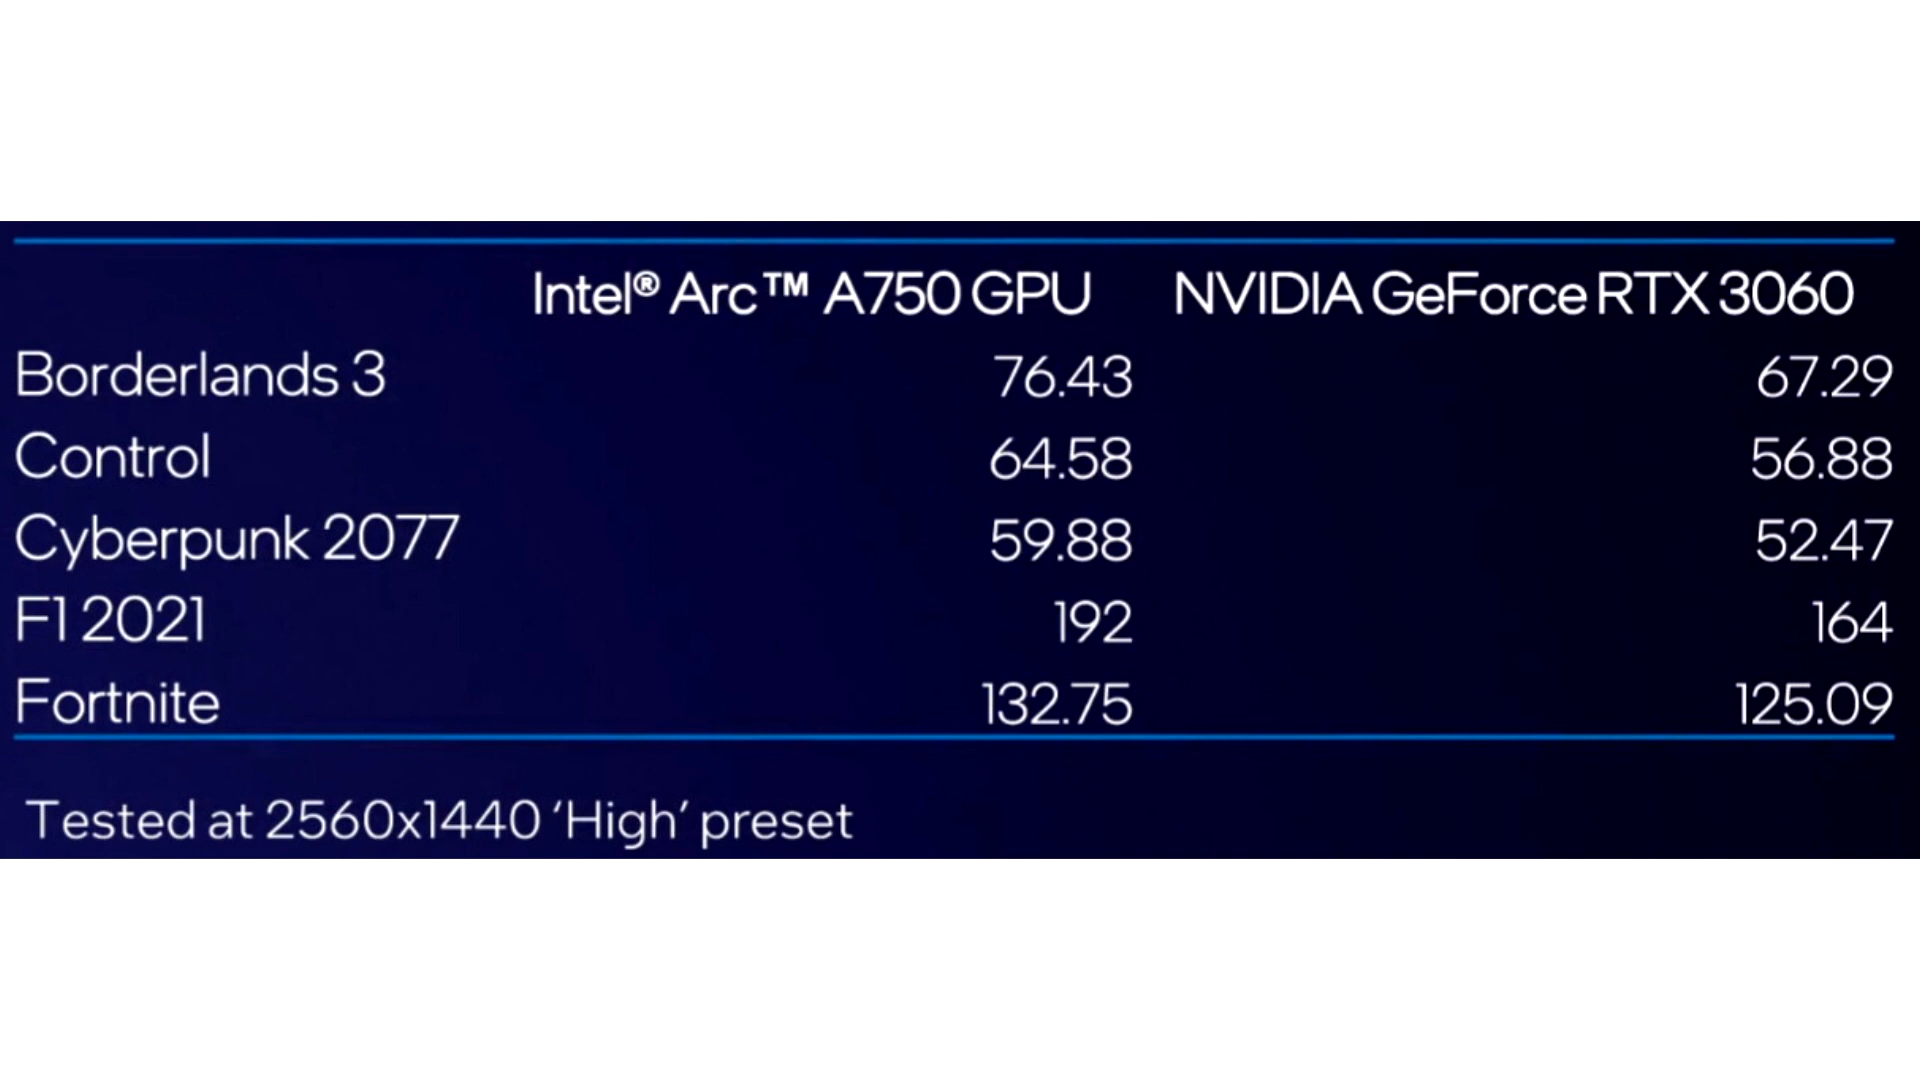 Intel® Arc™ A750 GPU NVIDIA GeForce RTX 3060
Borderlands 3 76.43 67.29
Control 64.58 56.88
Cyberpunk 2077 59.88 52.47
F1 2021 192 164
Fortnite 132.75 125.09
Tested at 2560x1440 ‘High’ preset